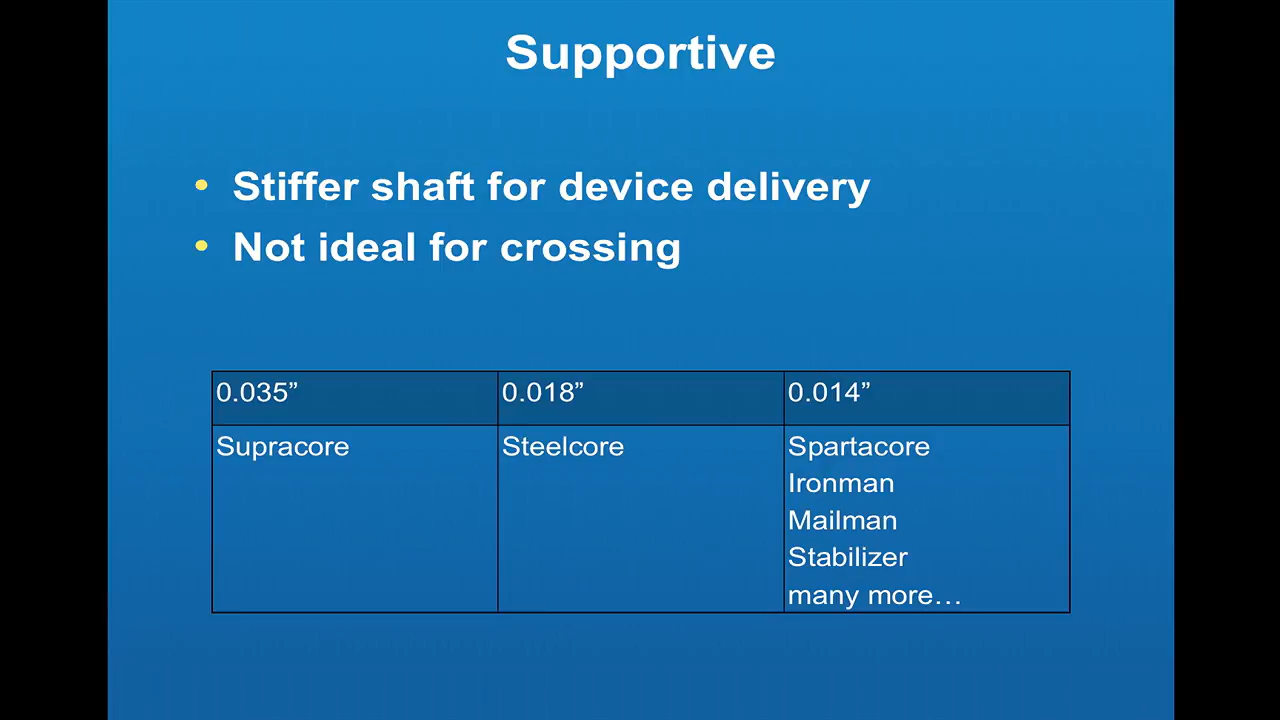 Supportive
• Stiffer shaft for device delivery
• Not ideal for crossing
0.035” 0.018” 0.014”
Supracore Steelcore Spartacore
Ironman
Mailman
Stabilizer
many more…